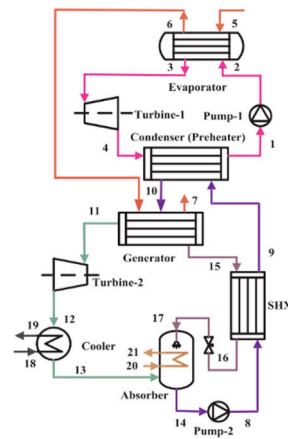 6 5
3 2
Evaporator
Turbine-1
Pump-1
4
Condenser (Preheater)
1
10
11
7
9
Generator
15
Turbine-2
SHX
12
17
19
Cooler
21
16
18
20
13
Absorber
14
8
Pump-2